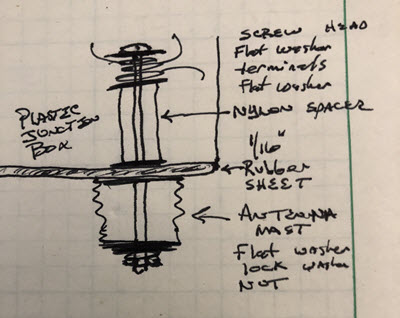 SCREW HEAD
Flat washer
terminals
Flat washer
NYLON SPACER
PLASTIC
JUNCTION
BOX
1/16"
RUBBER
SHEET
ANTENNA
MAST
Flat washer
lock washer
NUT